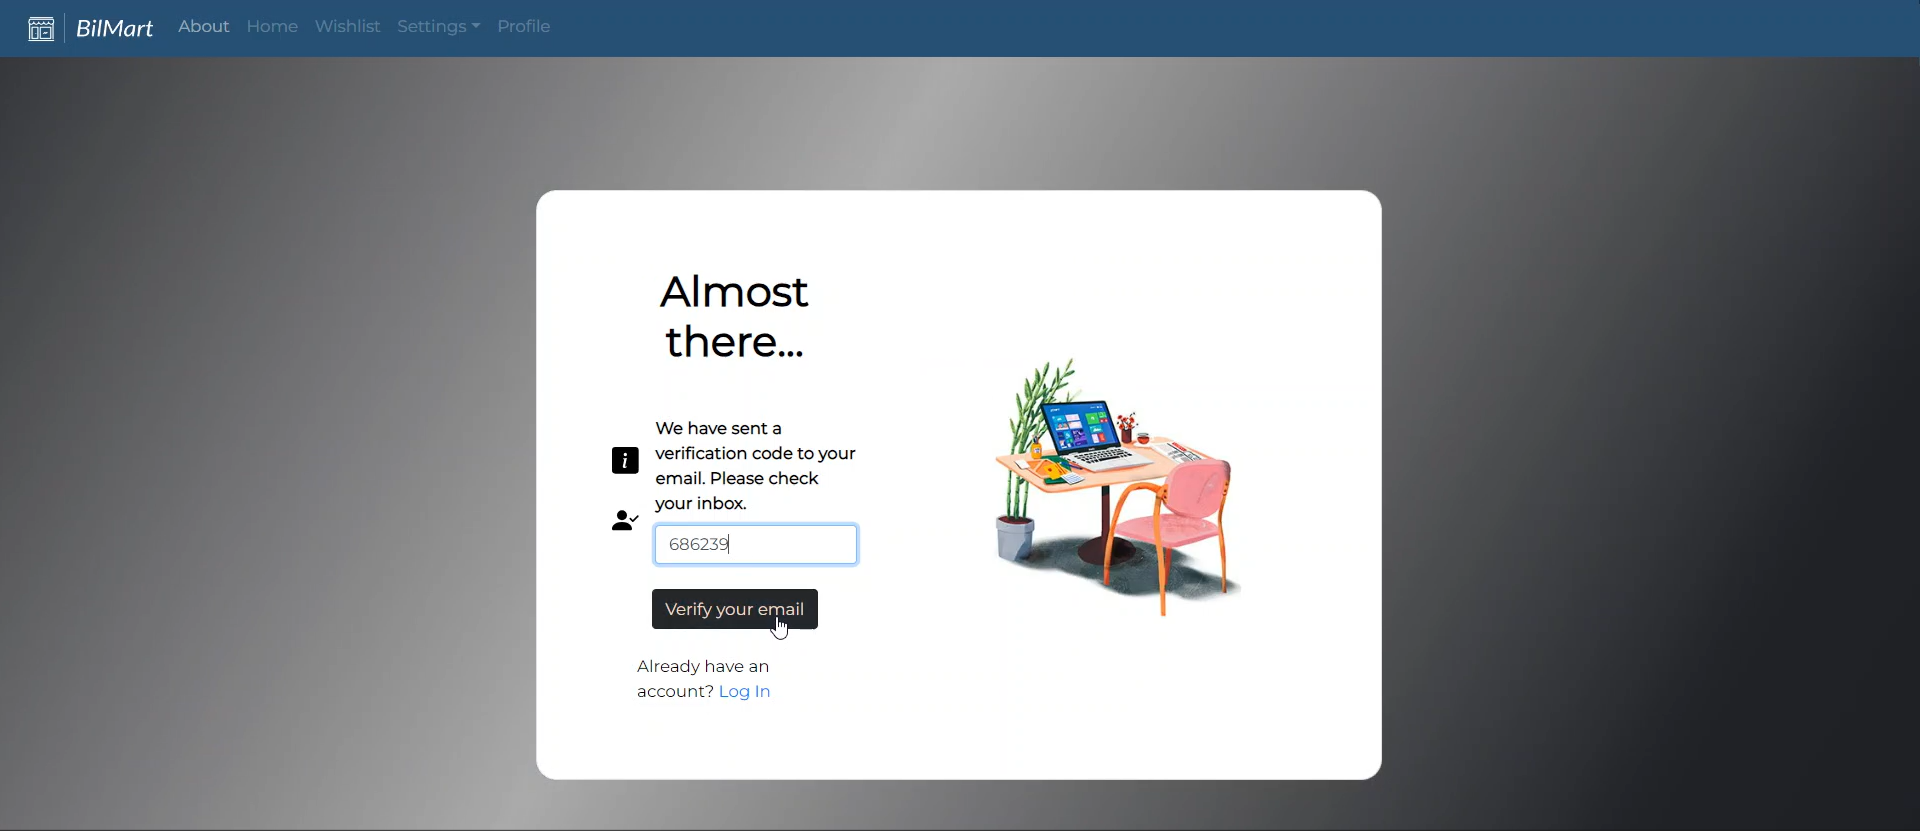 BilMart About Home Wishlist Settings Profile
Almost
there...
We have sent a
verification code to your
email. Please check
your inbox.
686239
Verify your email
Already have an
account? Log In